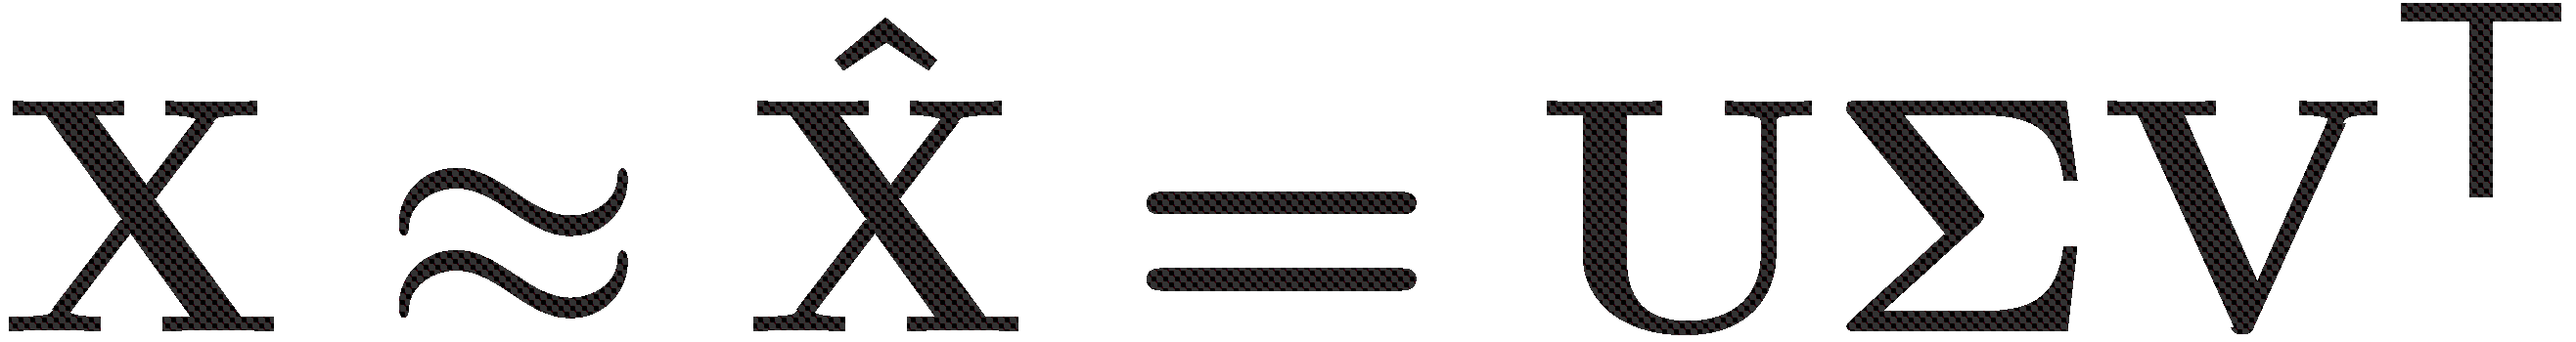 X ≈ X̂ = UΣV⊤